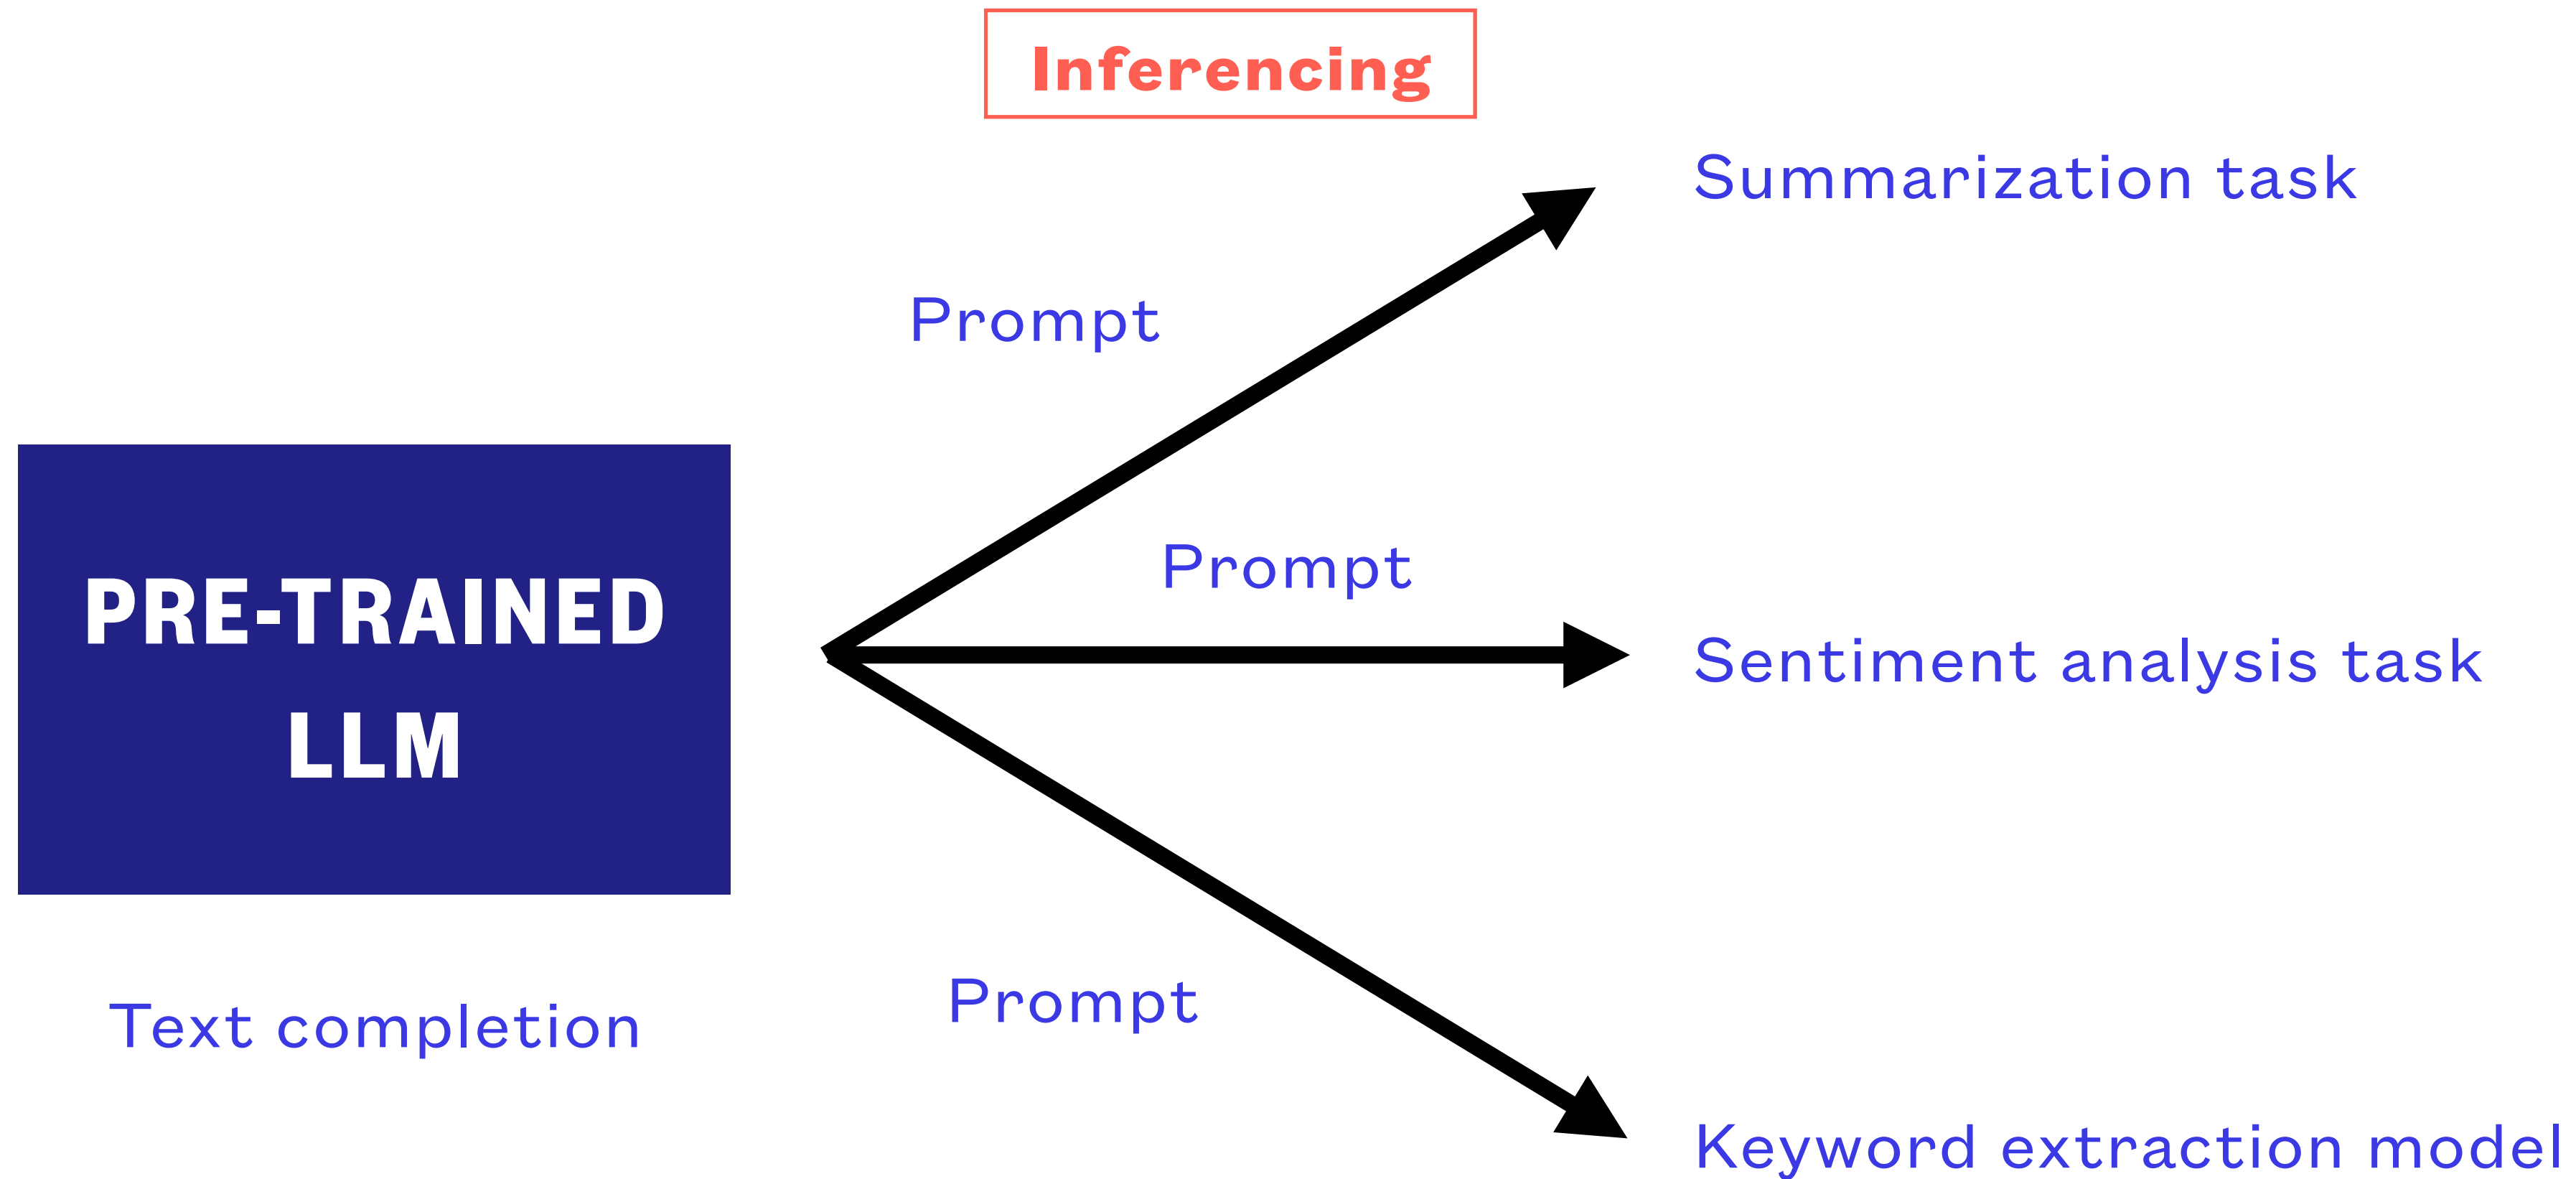 Inferencing
Summarization task
Prompt
Prompt
PRE-TRAINED
LLM
Sentiment analysis task
Prompt
Text completion
Keyword extraction model